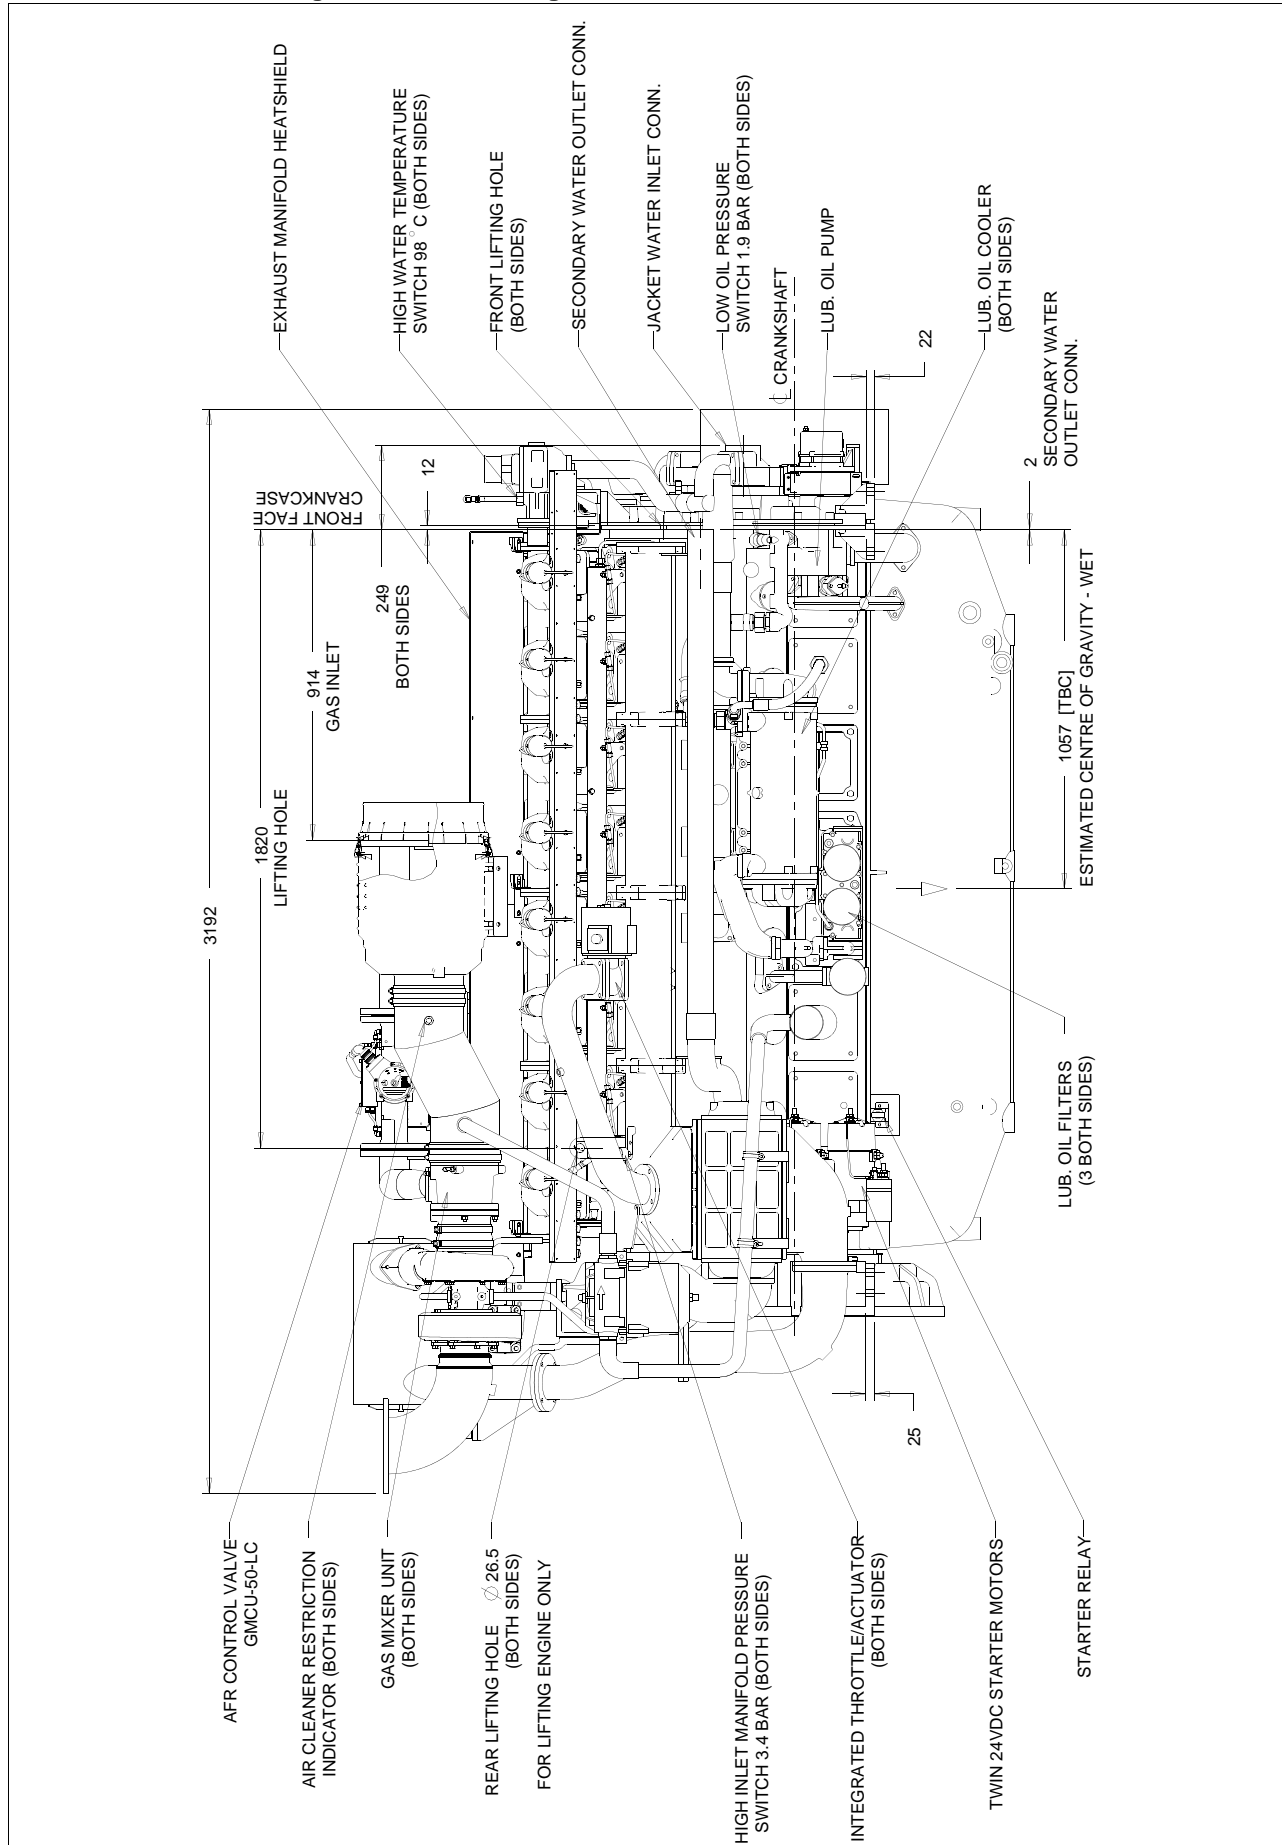 3192
1820
LIFTING HOLE
914
GAS INLET
249
BOTH SIDES
12
FRONT FACE
CRANKCASE
EXHAUST MANIFOLD HEATSHIELD
HIGH WATER TEMPERATURE
SWITCH 98° C (BOTH SIDES)
FRONT LIFTING HOLE
(BOTH SIDES)
SECONDARY WATER OUTLET CONN.
JACKET WATER INLET CONN.
LOW OIL PRESSURE
SWITCH 1.9 BAR (BOTH SIDES)
CRANKSHAFT
LUB. OIL PUMP
LUB. OIL COOLER
(BOTH SIDES)
22
2
SECONDARY WATER
OUTLET CONN.
1057 [TBC]
ESTIMATED CENTRE OF GRAVITY - WET
LUB. OIL FILTERS
(3 BOTH SIDES)
25
AFR CONTROL VALVE
GMCU-50-LC
AIR CLEANER RESTRICTION
INDICATOR (BOTH SIDES)
GAS MIXER UNIT
(BOTH SIDES)
REAR LIFTING HOLE ∅ 26.5
(BOTH SIDES)
FOR LIFTING ENGINE ONLY
HIGH INLET MANIFOLD PRESSURE
SWITCH 3.4 BAR (BOTH SIDES)
INTEGRATED THROTTLE/ACTUATOR
(BOTH SIDES)
TWIN 24VDC STARTER MOTORS
STARTER RELAY